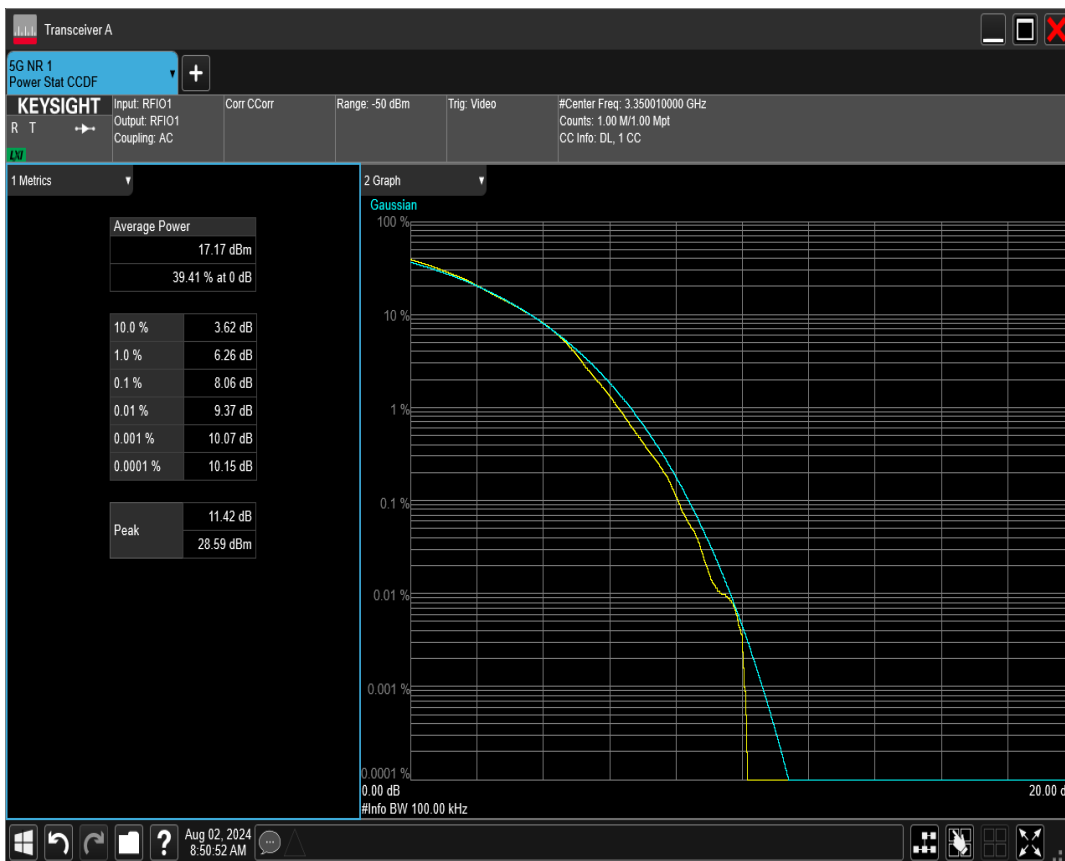 Transceiver A
5G NR 1
Power Stat CCDF
+
KEYSIGHT
R T
LXI
Input: RFIO1
Output: RFIO1
Coupling: AC
Corr CCorr
Range: -50 dBm
Trig: Video
#Center Freq: 3.350010000 GHz
Counts: 1.00 M/1.00 Mpt
CC Info: DL, 1 CC
1 Metrics
Average Power
17.17 dBm
39.41 % at 0 dB
10.0 % 3.62 dB
1.0 % 6.26 dB
0.1 % 8.06 dB
0.01 % 9.37 dB
0.001 % 10.07 dB
0.0001 % 10.15 dB
Peak
11.42 dB
28.59 dBm
2 Graph
Gaussian
100 %
10 %
1 %
0.1 %
0.01 %
0.001 %
0.0001 %
0.00 dB
20.00 d
#Info BW 100.00 kHz
?
Aug 02, 2024
8:50:52 AM